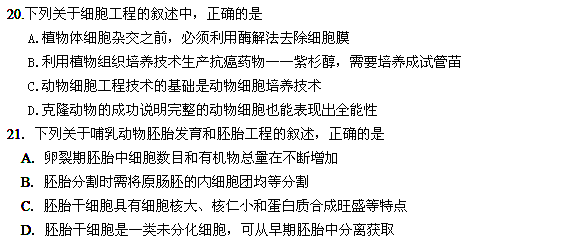 20.下列关于细胞工程的叙述中，正确的是
A.植物体细胞杂交之前，必须利用酶解法去除细胞膜
B.利用植物组织培养技术生产抗癌药物——紫杉醇，需要培养成试管苗
C.动物细胞工程技术的基础是动物细胞培养技术
D.克隆动物的成功说明完整的动物细胞也能表现出全能性
21. 下列关于哺乳动物胚胎发育和胚胎工程的叙述，正确的是
A. 卵裂期胚胎中细胞数目和有机物总量在不断增加
B. 胚胎分割时需将原肠胚的内细胞团均等分割
C. 胚胎干细胞具有细胞核大、核仁小和蛋白质合成旺盛等特点
D. 胚胎干细胞是一类未分化细胞，可从早期胚胎中分离获取